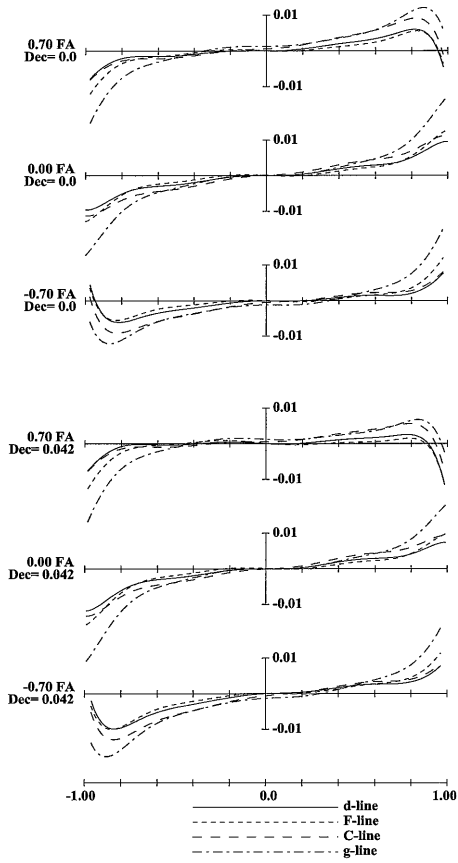 0.01
0.70 FA
Dec= 0.0
-0.01
0.01
0.00 FA
Dec= 0.0
-0.01
0.01
-0.70 FA
Dec= 0.0
-0.01
0.01
0.70 FA
Dec= 0.042
-0.01
0.01
0.00 FA
Dec= 0.042
-0.01
0.01
-0.70 FA
Dec= 0.042
-0.01
-1.00 0.0 1.00
d-line
F-line
C-line
g-line